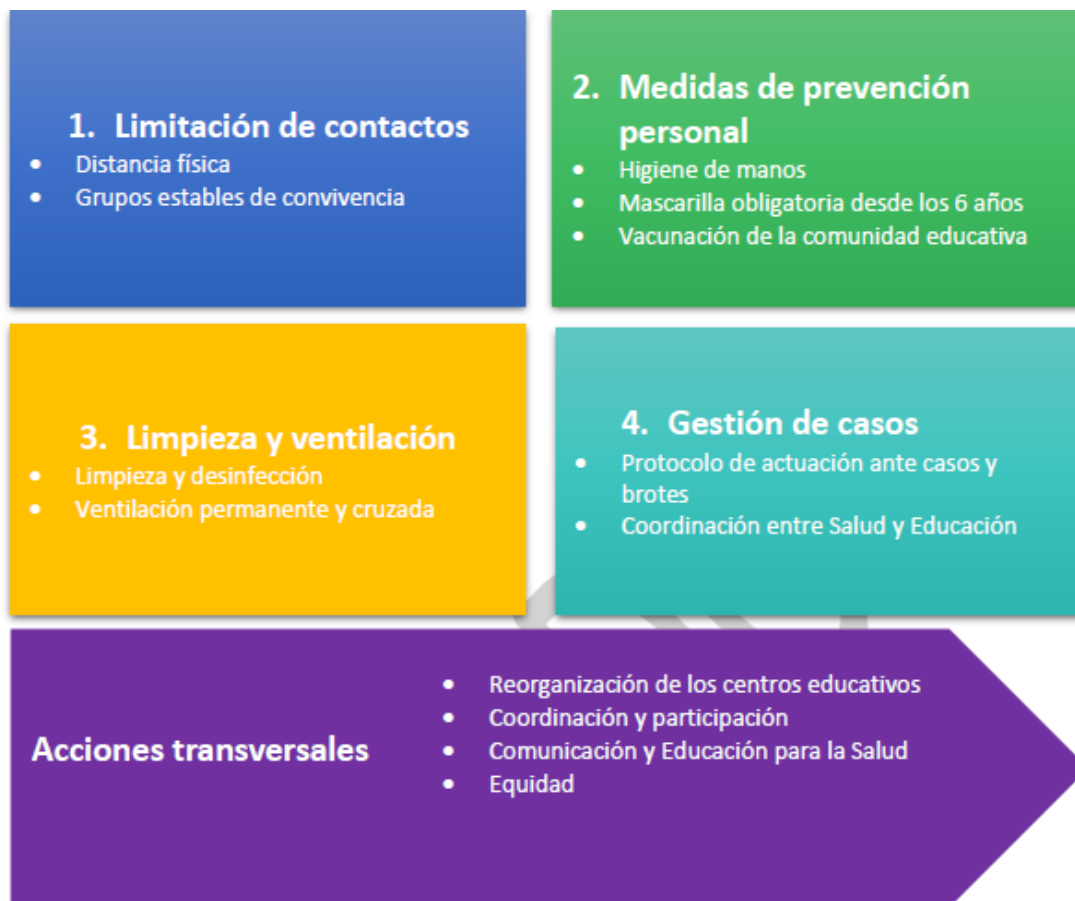 1. Limitación de contactos
• Distancia física
• Grupos estables de convivencia
2. Medidas de prevención
personal
• Higiene de manos
• Mascarilla obligatoria desde los 6 años
• Vacunación de la comunidad educativa
3. Limpieza y ventilación
• Limpieza y desinfección
• Ventilación permanente y cruzada
4. Gestión de casos
• Protocolo de actuación ante casos y
brotes
• Coordinación entre Salud y Educación
Acciones transversales
• Reorganización de los centros educativos
• Coordinación y participación
• Comunicación y Educación para la Salud
• Equidad